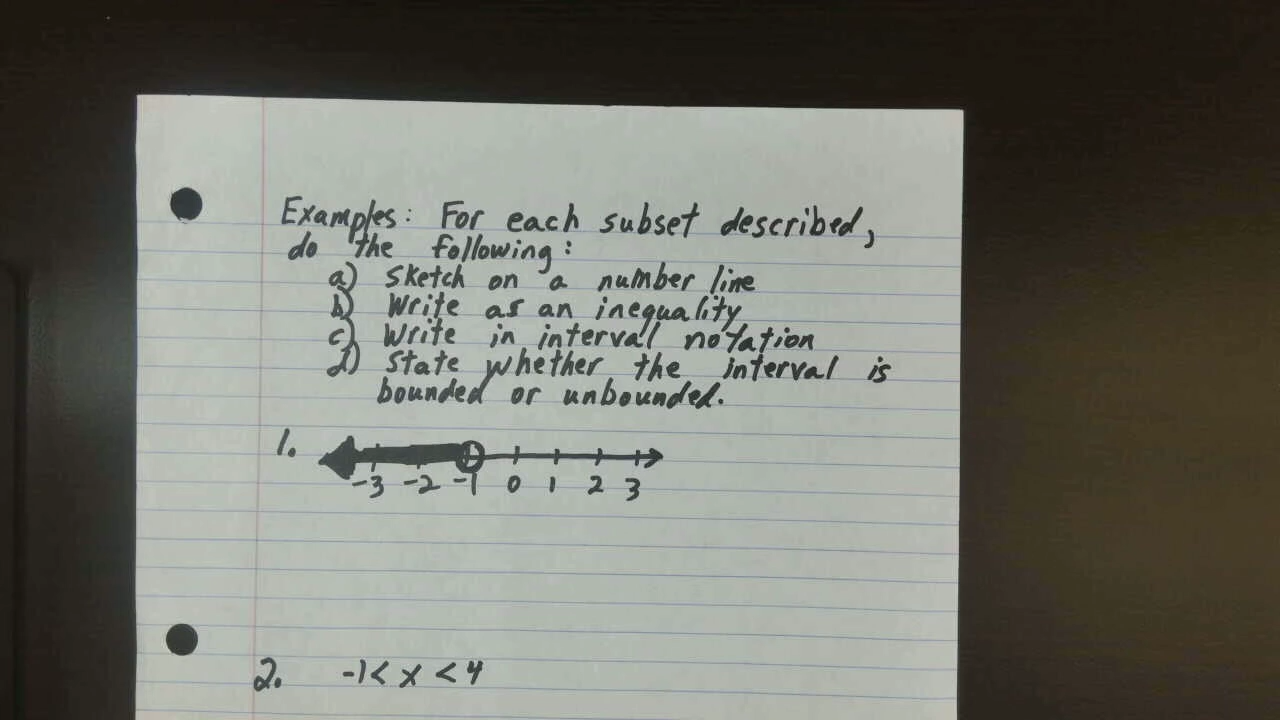 Examples: For each subset described,
do the following:
a) Sketch on a number line
b) Write as an inequality
c) Write in interval notation
d) State whether the interval is
bounded or unbounded.
1.
-3 -2 -1 0 1 2 3
2. -1 < x < 4